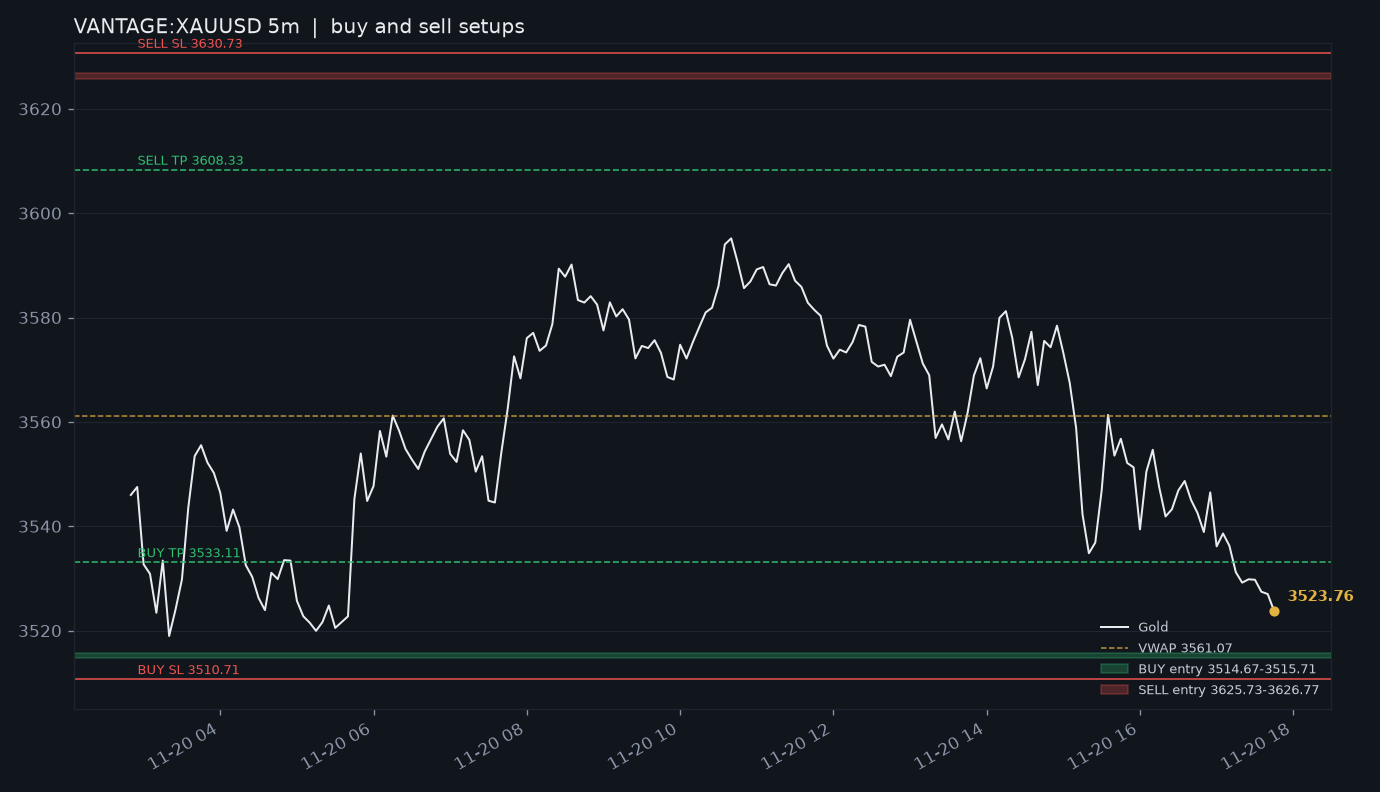 VANTAGE:XAUUSD 5m | buy and sell setups
SELL SL 3630.73
3620
SELL TP 3608.33
3600
3580
3560
3540
BUY TP 3533.11
3523.76
3520
Gold
VWAP 3561.07
BUY SL 3510.71
BUY entry 3514.67-3515.71
SELL entry 3625.73-3626.77
11-20 04
11-20 06
11-20 08
11-20 10
11-20 12
11-20 14
11-20 16
11-20 18